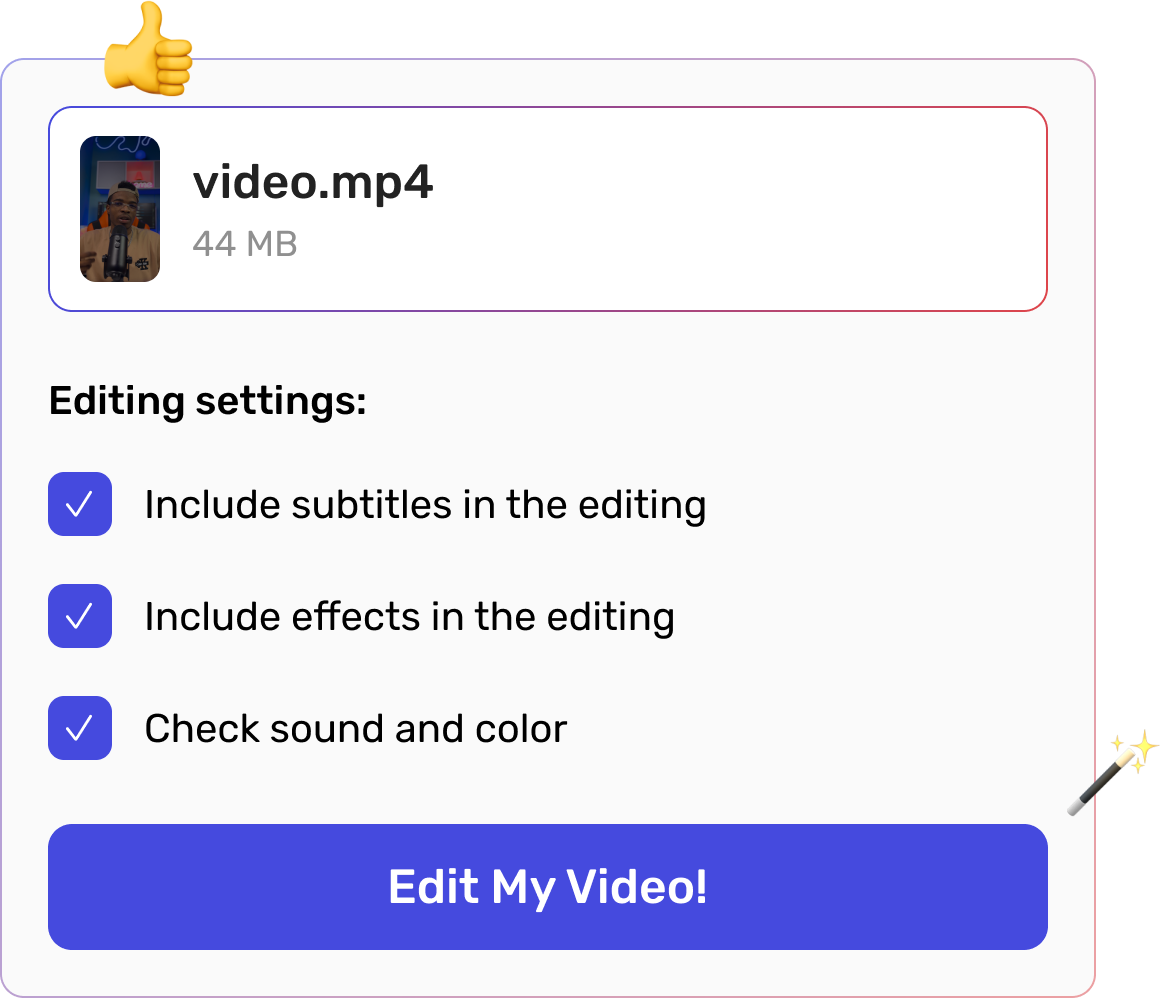 video.mp4
44 MB
Editing settings:
Include subtitles in the editing
Include effects in the editing
Check sound and color
Edit My Video!